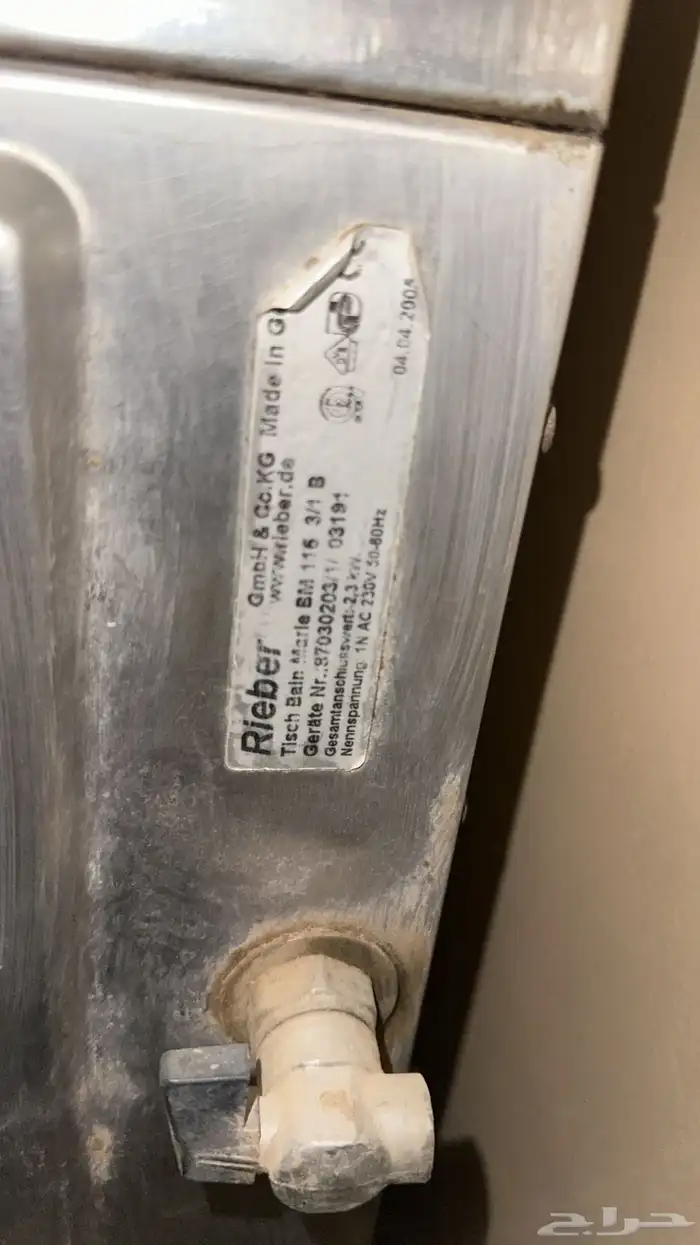 Rieber GmbH & Co.KG Made in G
www.rieber.de
Tisch Bain Marie BM 115 3/1 B
Geräte Nr.:87030203/1/ 03191
Gesamtanschlusswert: 2,3 kW
Nennspannung: 1N AC 230V 50-60Hz
04.04.2004
حراج